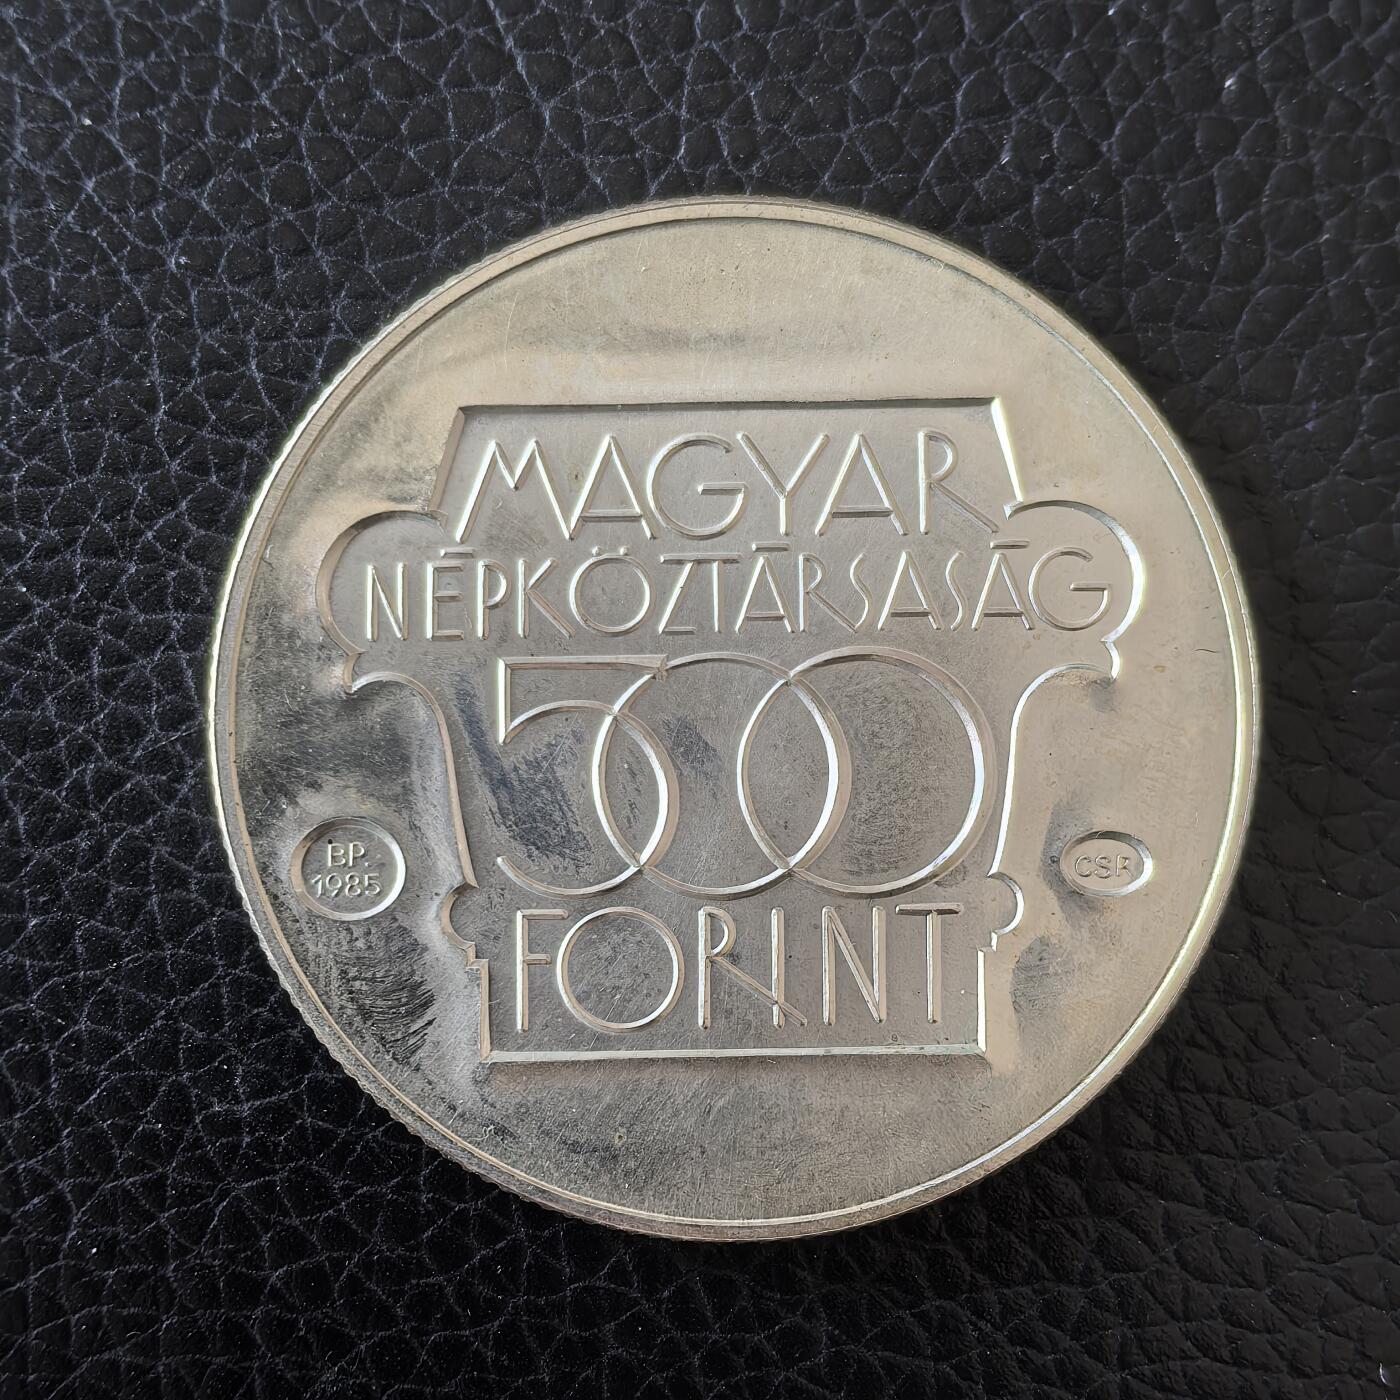 MAGYAR
NÉPKÖZTÁRSASÁG
500
FORINT
BP.
1985
CSR